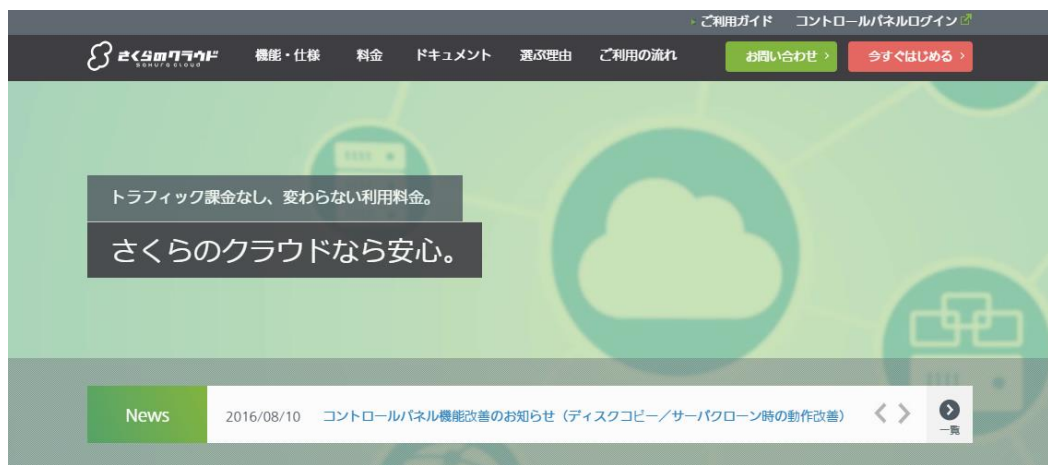 ご利用ガイド コントロールパネルログイン
さくらのクラウド 機能・仕様 料金 ドキュメント 選ぶ理由 ご利用の流れ お問い合わせ 今すぐはじめる
SAKURA CLOUD
トラフィック課金なし、変わらない利用料金。
さくらのクラウドなら安心。
News 2016/08/10 コントロールパネル機能改善のお知らせ（ディスクコピー／サーバクローン時の動作改善）
一覧